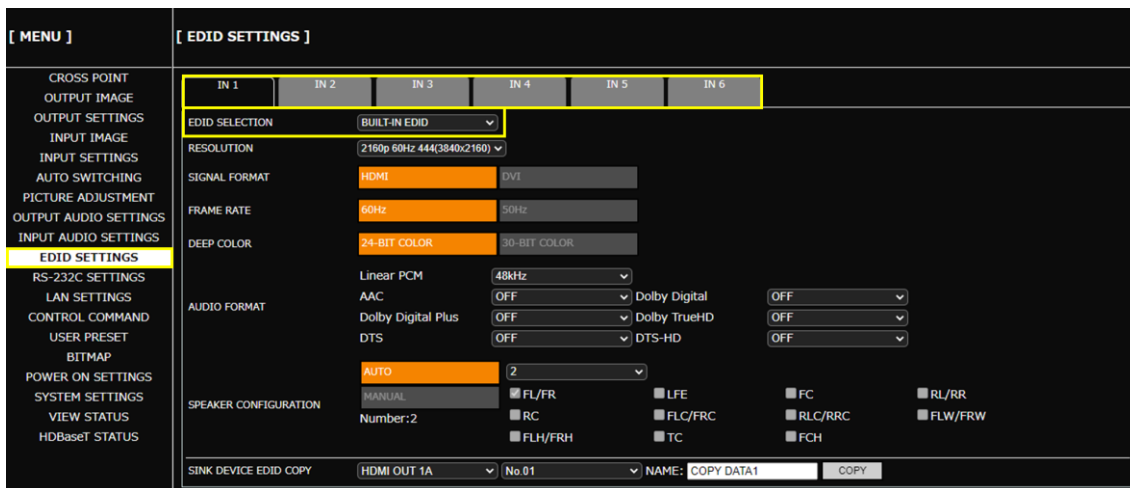 [ MENU ]
[ EDID SETTINGS ]
CROSS POINT
OUTPUT IMAGE
OUTPUT SETTINGS
INPUT IMAGE
INPUT SETTINGS
AUTO SWITCHING
PICTURE ADJUSTMENT
OUTPUT AUDIO SETTINGS
INPUT AUDIO SETTINGS
EDID SETTINGS
RS-232C SETTINGS
LAN SETTINGS
CONTROL COMMAND
USER PRESET
BITMAP
POWER ON SETTINGS
SYSTEM SETTINGS
VIEW STATUS
HDBaseT STATUS
IN 1 IN 2 IN 3 IN 4 IN 5 IN 6
EDID SELECTION BUILT-IN EDID
RESOLUTION 2160p 60Hz 444(3840x2160)
SIGNAL FORMAT HDMI DVI
FRAME RATE 60Hz 50Hz
DEEP COLOR 24-BIT COLOR 30-BIT COLOR
AUDIO FORMAT
Linear PCM 48kHz
AAC OFF Dolby Digital OFF
Dolby Digital Plus OFF Dolby TrueHD OFF
DTS OFF DTS-HD OFF
SPEAKER CONFIGURATION
AUTO 2
MANUAL FL/FR LFE FC RL/RR
Number:2 RC FLC/FRC RLC/RRC FLW/FRW
FLH/FRH TC FCH
SINK DEVICE EDID COPY HDMI OUT 1A No.01 NAME: COPY DATA1 COPY